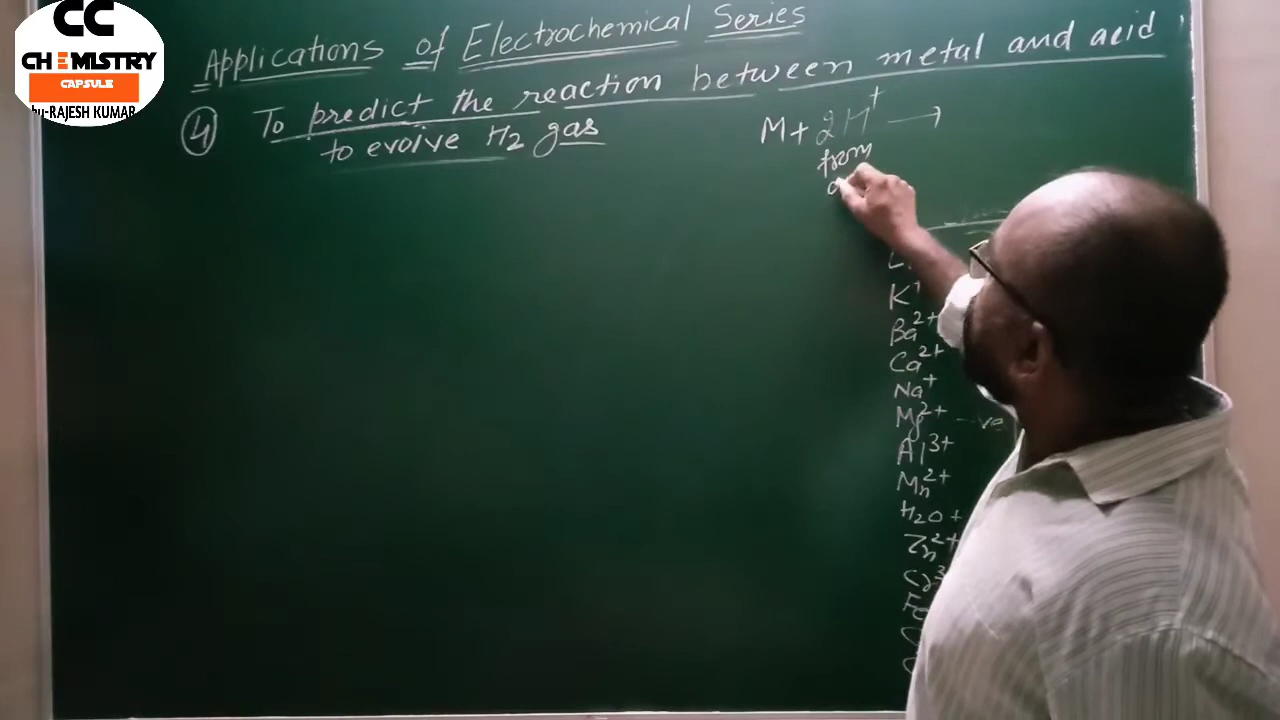 CC
CHEMISTRY
CAPSULE
by-RAJESH KUMAR
Applications of Electrochemical Series
④ To predict the reaction between metal and acid
to evolve H2 gas
M+ 2H⁺ →
from
K⁺
Ba²⁺
Ca²⁺
Na⁺
Mg²⁺ -ve
Al³⁺
Mn²⁺
H2O +
Zn²⁺